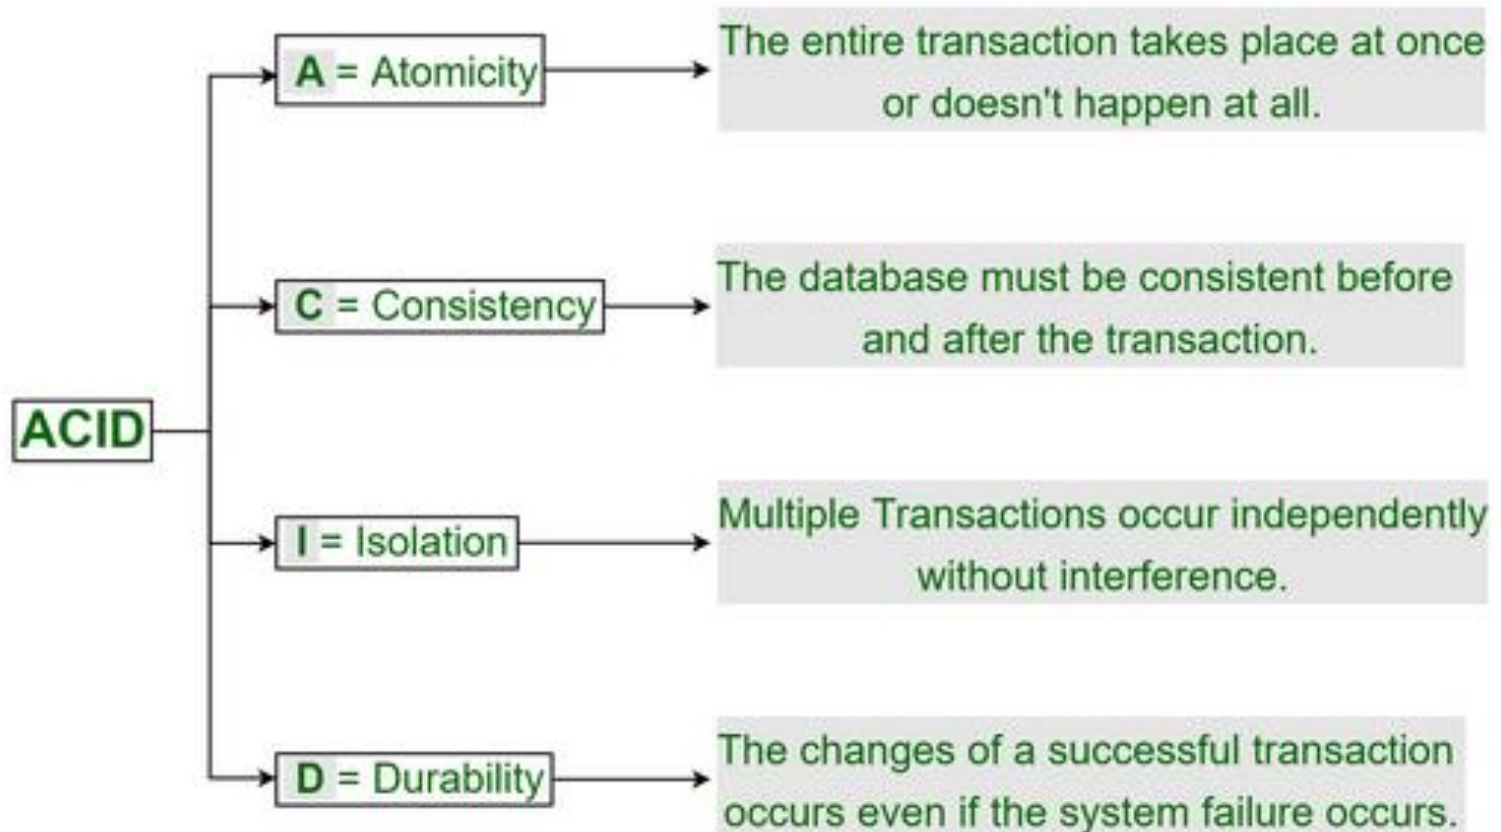 A = Atomicity
The entire transaction takes place at once
or doesn't happen at all.
C = Consistency
The database must be consistent before
and after the transaction.
ACID
I = Isolation
Multiple Transactions occur independently
without interference.
D = Durability
The changes of a successful transaction
occurs even if the system failure occurs.